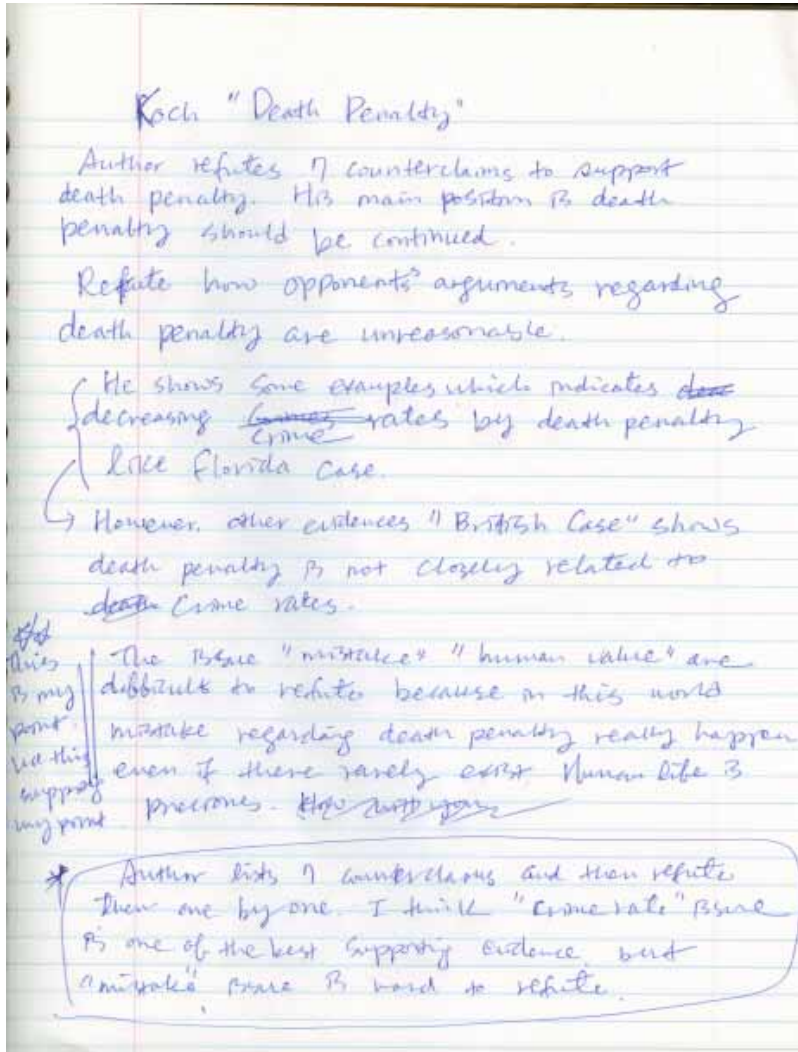 Koch "Death Penalty"
Author refutes 7 counterclaims to support
death penalty. His main position is death
penalty should be continued.
Refute how opponents' arguments regarding
death penalty are unreasonable.
He shows some examples which indicates
decreasing crime rates by death penalty
like Florida Case.
However, other evidences "British Case" shows
death penalty is not closely related to
death crime rates.
This
is my
point
this
support
my point
The issue "mistake" "human value" are
difficult to refute because in this world
mistake regarding death penalty really happen
even if there rarely exist. Human life is
* Author lists 7 counterclaims and then refute
them one by one. I think "crime rate" issue
is one of the best supporting evidence, but
"mistake" issue is hard to refute.